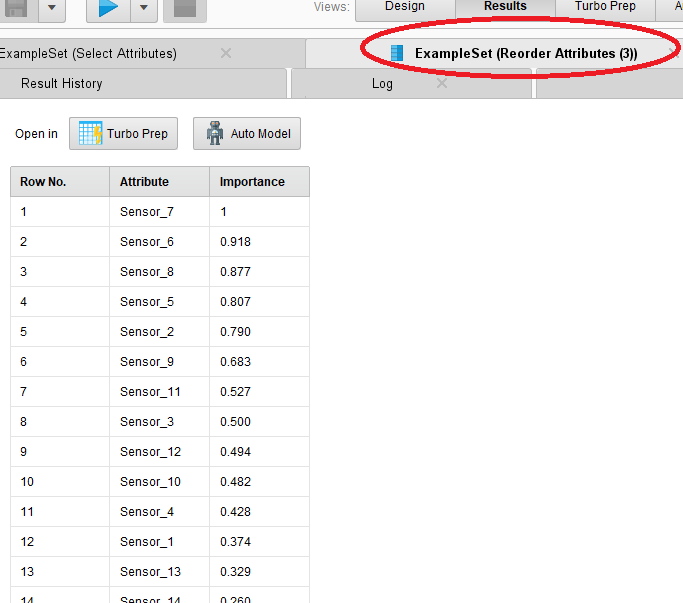 Views: Design Results Turbo Prep
ExampleSet (Select Attributes) ExampleSet (Reorder Attributes (3))
Result History Log
Open in Turbo Prep Auto Model
Row No. Attribute Importance
1 Sensor_7 1
2 Sensor_6 0.918
3 Sensor_8 0.877
4 Sensor_5 0.807
5 Sensor_2 0.790
6 Sensor_9 0.683
7 Sensor_11 0.527
8 Sensor_3 0.500
9 Sensor_12 0.494
10 Sensor_10 0.482
11 Sensor_4 0.428
12 Sensor_1 0.374
13 Sensor_13 0.329
14 Sensor_14 0.260